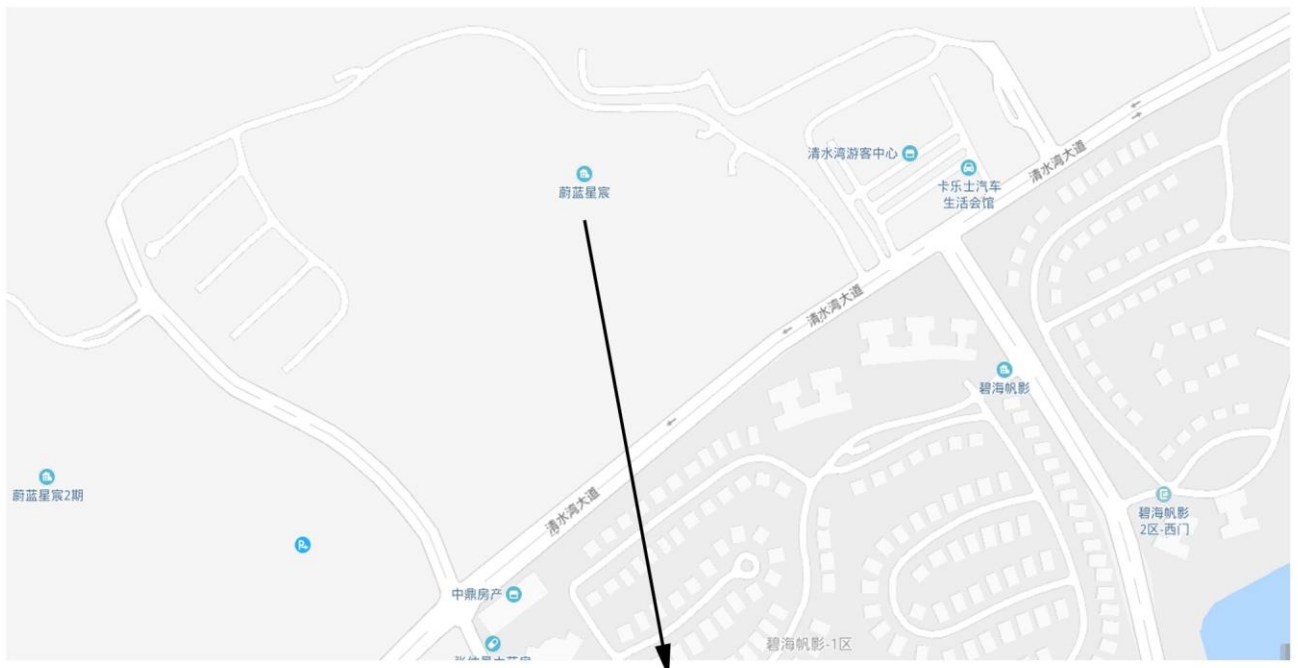 清水湾游客中心
清水湾大道
卡乐士汽车
生活会馆
蔚蓝星宸
清水湾大道
碧海帆影
蔚蓝星宸2期
清水湾大道
碧海帆影
2区-西门
中鼎房产
碧海帆影-1区